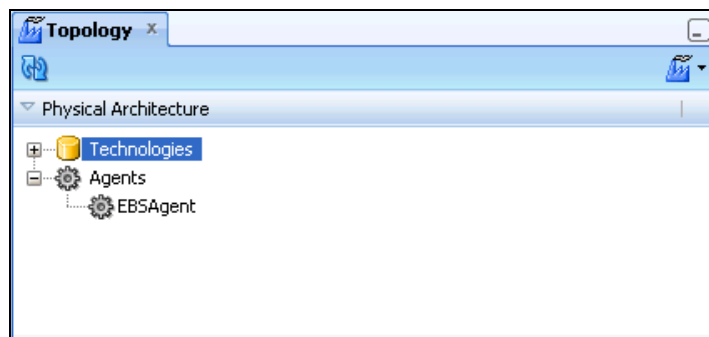 Topology
Physical Architecture
Technologies
Agents
EBSAgent